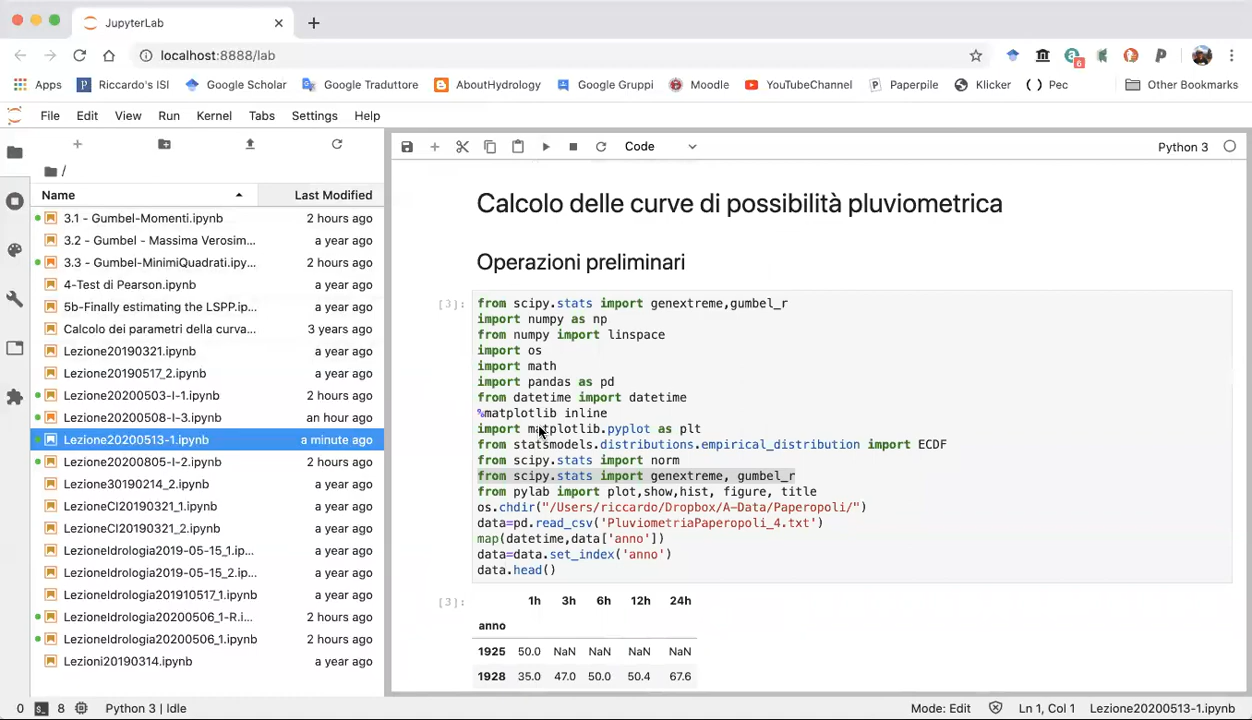 JupyterLab
localhost:8888/lab
6
Apps
Riccardo's ISI
Google Scholar
Google Traduttore
AboutHydrology
Google Gruppi
Moodle
YouTubeChannel
Paperpile
Klicker
Pec
Other Bookmarks
File Edit View Run Kernel Tabs Settings Help
/
Name Last Modified
3.1 - Gumbel-Momenti.ipynb 2 hours ago
3.2 - Gumbel - Massima Verosim... a year ago
3.3 - Gumbel-MinimiQuadrati.ipy... 2 hours ago
4-Test di Pearson.ipynb a year ago
5b-Finally estimating the LSPP.ip... a year ago
Calcolo dei parametri della curva... 3 years ago
Lezione20190321.ipynb a year ago
Lezione20190517_2.ipynb a year ago
Lezione20200503-I-1.ipynb 2 hours ago
Lezione20200508-I-3.ipynb an hour ago
Lezione20200513-1.ipynb a minute ago
Lezione20200805-I-2.ipynb 2 hours ago
Lezione30190214_2.ipynb a year ago
LezioneCI20190321_1.ipynb a year ago
LezioneCI20190321_2.ipynb a year ago
LezioneIdrologia2019-05-15_1.ip... a year ago
LezioneIdrologia2019-05-15_2.ip... a year ago
LezioneIdrologia201910517_1.ipynb a year ago
LezioneIdrologia20200506_1-R.i... 2 hours ago
LezioneIdrologia20200506_1.ipynb 2 hours ago
Lezioni20190314.ipynb a year ago
Code
Python 3
Calcolo delle curve di possibilità pluviometrica
Operazioni preliminari
[3]:
from scipy.stats import genextreme,gumbel_r
import numpy as np
from numpy import linspace
import os
import math
import pandas as pd
from datetime import datetime
%matplotlib inline
import matplotlib.pyplot as plt
from statsmodels.distributions.empirical_distribution import ECDF
from scipy.stats import norm
from scipy.stats import genextreme, gumbel_r
from pylab import plot,show,hist, figure, title
os.chdir("/Users/riccardo/Dropbox/A-Data/Paperopoli/")
data=pd.read_csv('PluviometriaPaperopoli_4.txt')
map(datetime,data['anno'])
data=data.set_index('anno')
data.head()
[3]:
1h 3h 6h 12h 24h
anno
1925 50.0 NaN NaN NaN NaN
1928 35.0 47.0 50.0 50.4 67.6
0 8 Python 3 | Idle Mode: Edit Ln 1, Col 1 Lezione20200513-1.ipynb